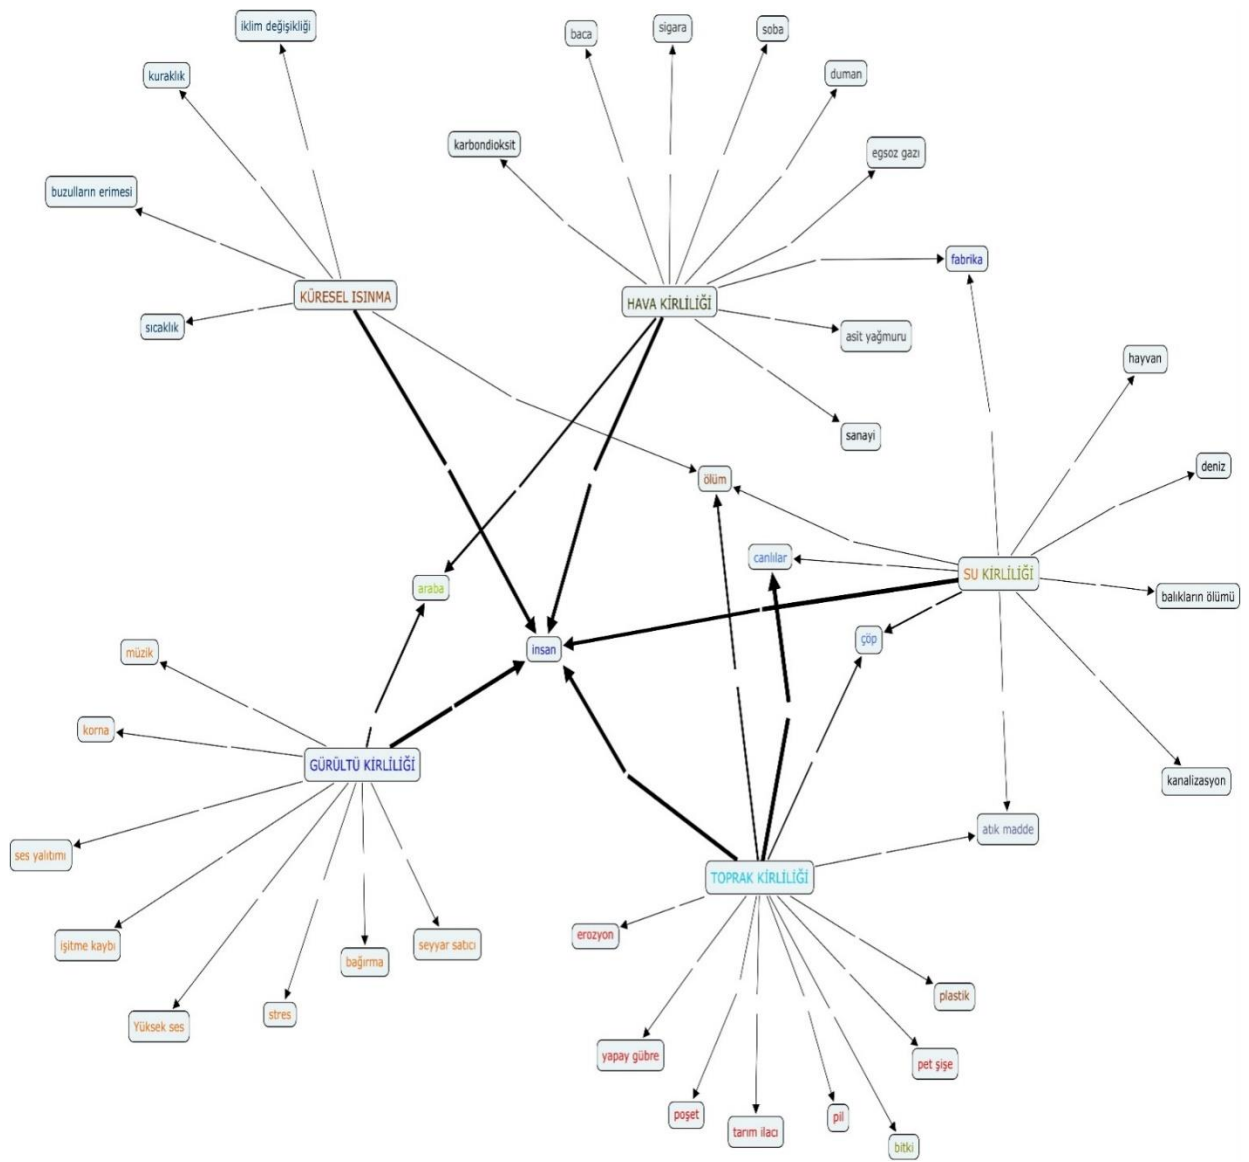 iklim değişikliği
baca
sigara
soba
kuraklık
duman
karbondioksit
egsoz gazı
buzulların erimesi
fabrika
KÜRESEL ISINMA
HAVA KİRLİLİĞİ
sıcaklık
asit yağmuru
hayvan
sanayi
deniz
ölüm
canlılar
SU KİRLİLİĞİ
araba
balıkların ölümü
çöp
insan
müzik
korna
GÜRÜLTÜ KİRLİLİĞİ
kanalizasyon
atık madde
ses yalıtımı
TOPRAK KİRLİLİĞİ
erozyon
işitme kaybı
seyyar satıcı
bağırma
plastik
stres
Yüksek ses
yapay gübre
pet şişe
poşet
pil
tarım ilacı
bitki